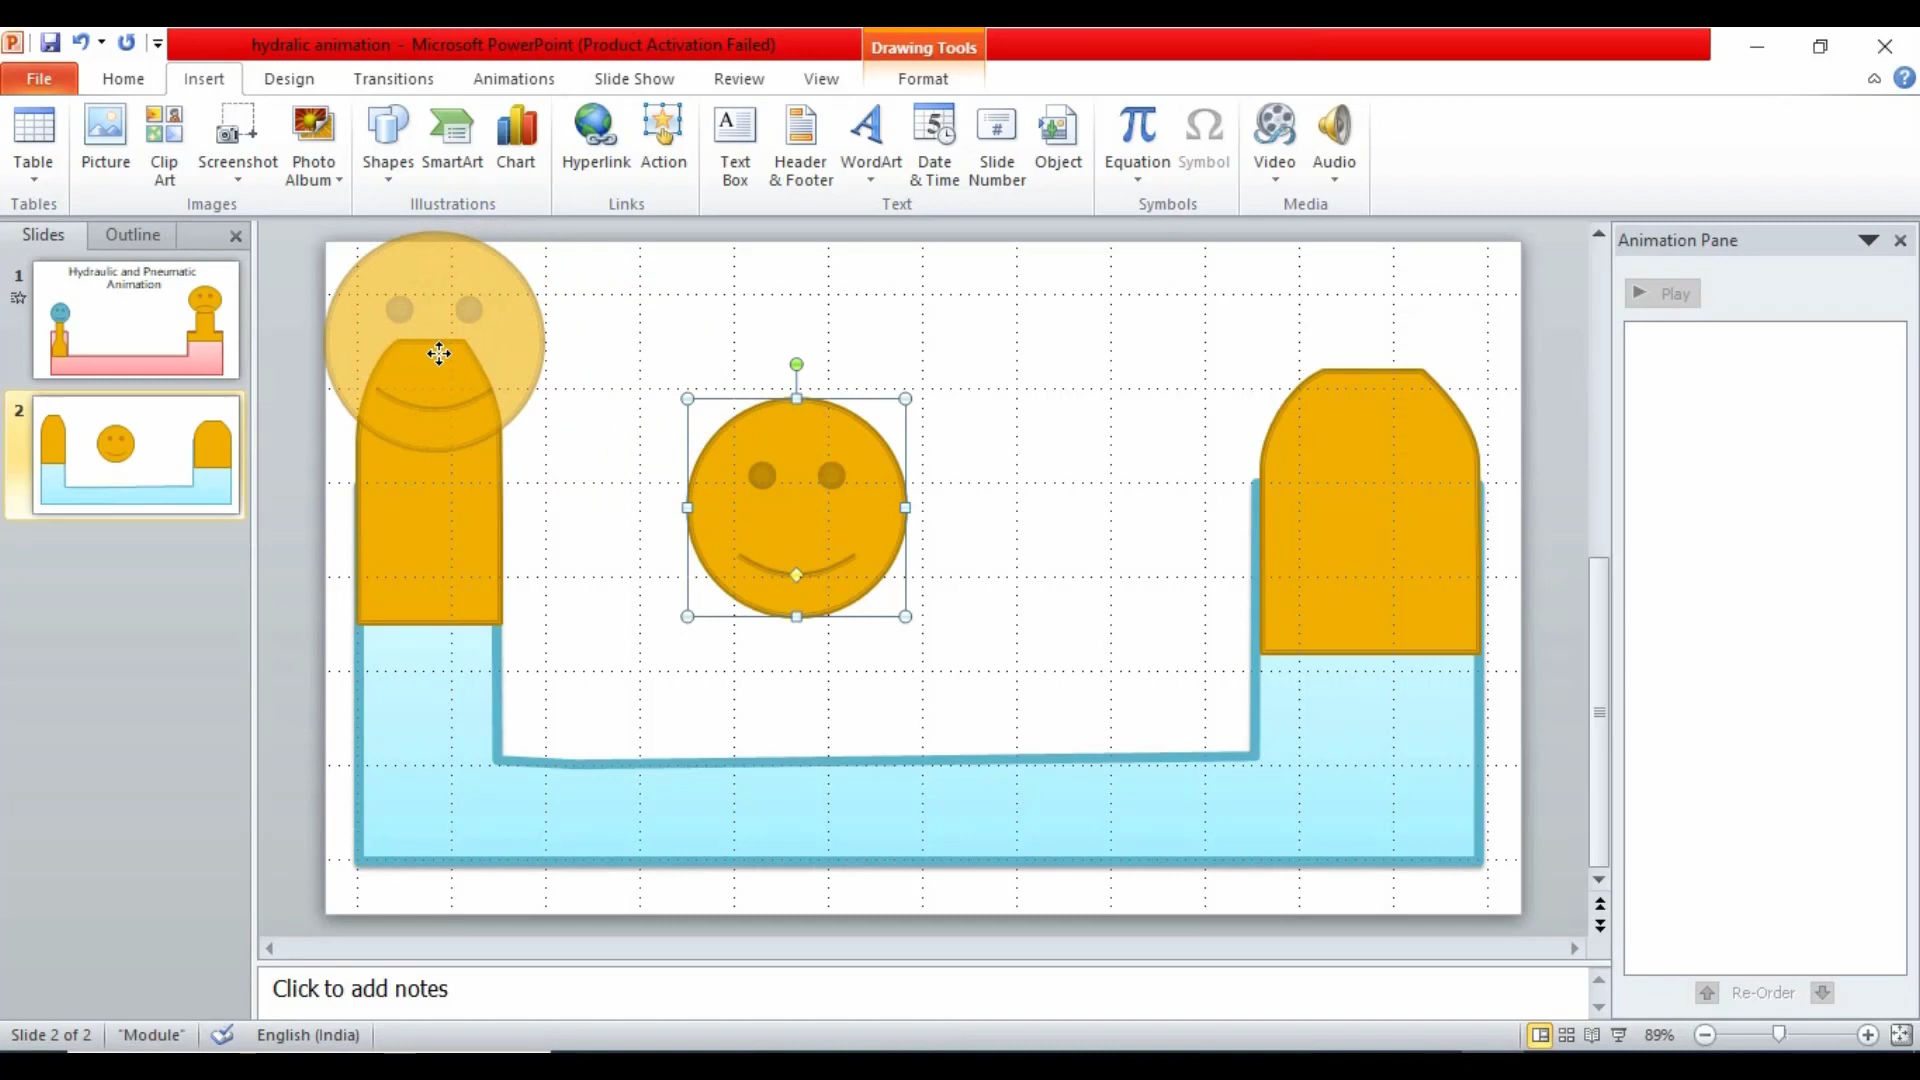 hydralic animation - Microsoft PowerPoint (Product Activation Failed)
Drawing Tools
File Home Insert Design Transitions Animations Slide Show Review View Format
Table Picture Clip Art Screenshot Photo Album Shapes SmartArt Chart Hyperlink Action Text Box Header & Footer WordArt Date & Time Slide Number Object Equation Symbol Video Audio
Tables Images Illustrations Links Text Symbols Media
Slides Outline
Animation Pane
Play
1
Hydraulic and Pneumatic
Animation
2
Click to add notes
Re-Order
Slide 2 of 2 "Module" English (India) 89%